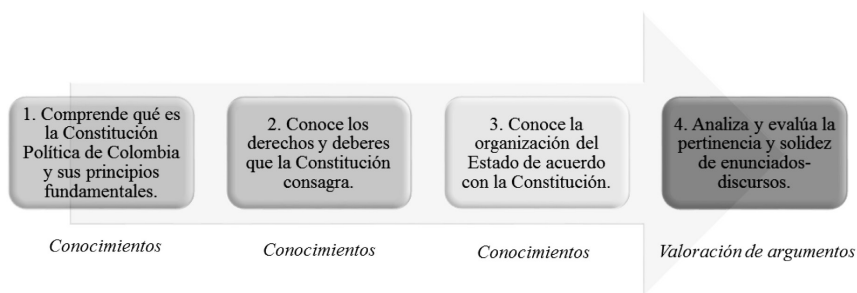 1. Comprende qué es
la Constitución
Política de Colombia
y sus principios
fundamentales.
2. Conoce los
derechos y deberes
que la Constitución
consagra.
3. Conoce la
organización del
Estado de acuerdo
con la Constitución.
4. Analiza y evalúa la
pertinencia y solidez
de enunciados-
discursos.
Conocimientos
Conocimientos
Conocimientos
Valoración de argumentos